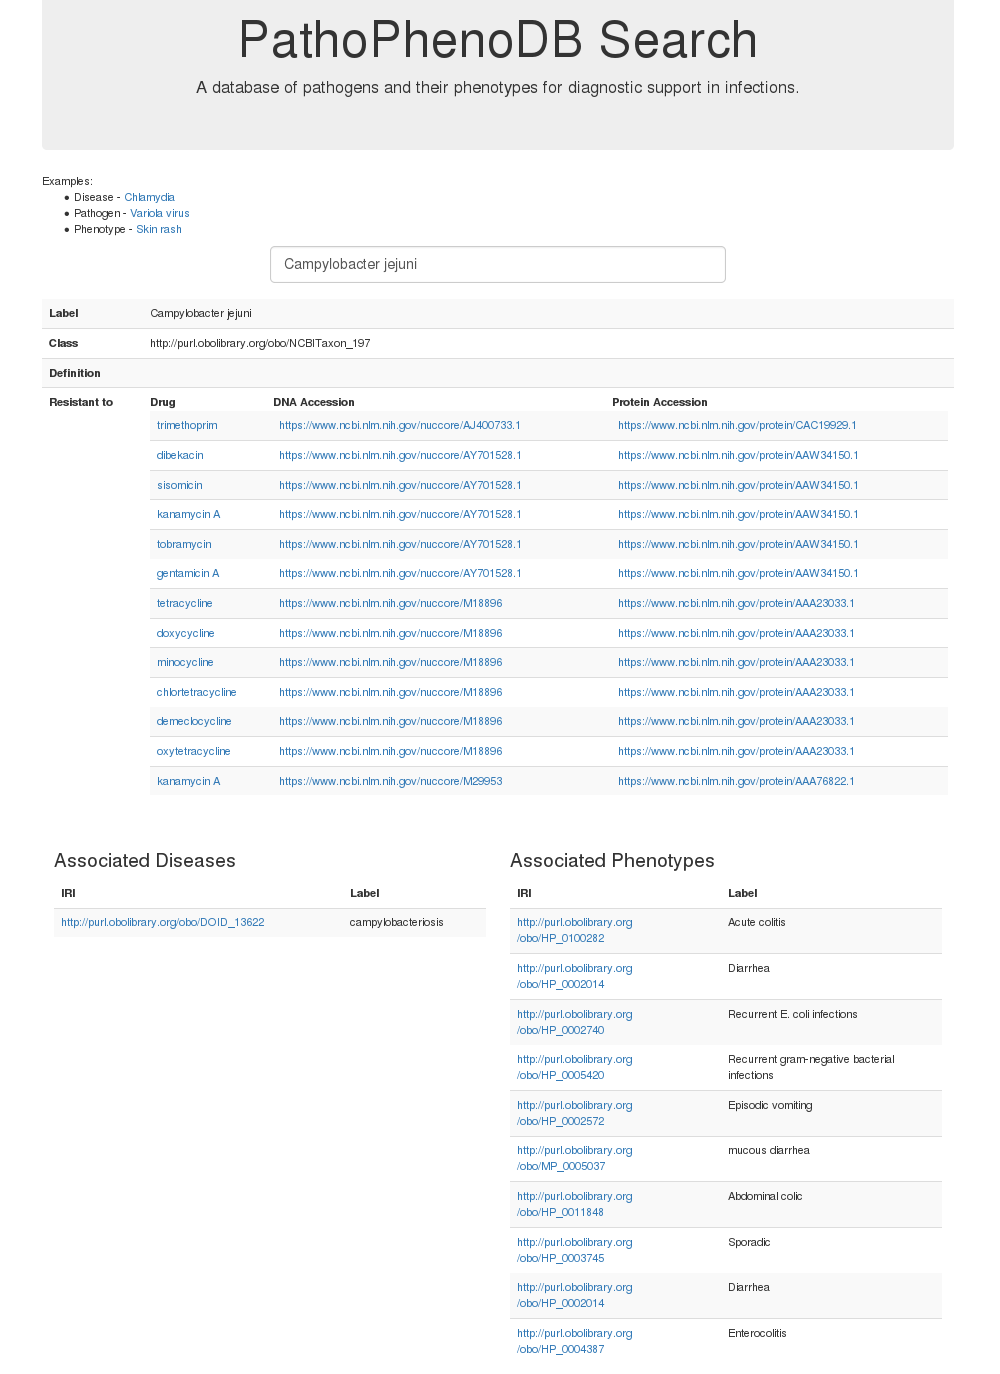 PathoPhenoDB Search
A database of pathogens and their phenotypes for diagnostic support in infections.
Examples:
• Disease - Chlamydia
• Pathogen - Variola virus
• Phenotype - Skin rash
Campylobacter jejuni
Label Campylobacter jejuni
Class http://purl.obolibrary.org/obo/NCBITaxon_197
Definition
Resistant to Drug DNA Accession Protein Accession
trimethoprim https://www.ncbi.nlm.nih.gov/nuccore/AJ400733.1 https://www.ncbi.nlm.nih.gov/protein/CAC19929.1
dibekacin https://www.ncbi.nlm.nih.gov/nuccore/AY701528.1 https://www.ncbi.nlm.nih.gov/protein/AAW34150.1
sisomicin https://www.ncbi.nlm.nih.gov/nuccore/AY701528.1 https://www.ncbi.nlm.nih.gov/protein/AAW34150.1
kanamycin A https://www.ncbi.nlm.nih.gov/nuccore/AY701528.1 https://www.ncbi.nlm.nih.gov/protein/AAW34150.1
tobramycin https://www.ncbi.nlm.nih.gov/nuccore/AY701528.1 https://www.ncbi.nlm.nih.gov/protein/AAW34150.1
gentamicin A https://www.ncbi.nlm.nih.gov/nuccore/AY701528.1 https://www.ncbi.nlm.nih.gov/protein/AAW34150.1
tetracycline https://www.ncbi.nlm.nih.gov/nuccore/M18896 https://www.ncbi.nlm.nih.gov/protein/AAA23033.1
doxycycline https://www.ncbi.nlm.nih.gov/nuccore/M18896 https://www.ncbi.nlm.nih.gov/protein/AAA23033.1
minocycline https://www.ncbi.nlm.nih.gov/nuccore/M18896 https://www.ncbi.nlm.nih.gov/protein/AAA23033.1
chlortetracycline https://www.ncbi.nlm.nih.gov/nuccore/M18896 https://www.ncbi.nlm.nih.gov/protein/AAA23033.1
demeclocycline https://www.ncbi.nlm.nih.gov/nuccore/M18896 https://www.ncbi.nlm.nih.gov/protein/AAA23033.1
oxytetracycline https://www.ncbi.nlm.nih.gov/nuccore/M18896 https://www.ncbi.nlm.nih.gov/protein/AAA23033.1
kanamycin A https://www.ncbi.nlm.nih.gov/nuccore/M29953 https://www.ncbi.nlm.nih.gov/protein/AAA76822.1
Associated Diseases
IRI Label
http://purl.obolibrary.org/obo/DOID_13622 campylobacteriosis
Associated Phenotypes
IRI Label
http://purl.obolibrary.org Acute colitis
/obo/HP_0100282
http://purl.obolibrary.org Diarrhea
/obo/HP_0002014
http://purl.obolibrary.org Recurrent E. coli infections
/obo/HP_0002740
http://purl.obolibrary.org Recurrent gram-negative bacterial
/obo/HP_0005420 infections
http://purl.obolibrary.org Episodic vomiting
/obo/HP_0002572
http://purl.obolibrary.org mucous diarrhea
/obo/MP_0005037
http://purl.obolibrary.org Abdominal colic
/obo/HP_0011848
http://purl.obolibrary.org Sporadic
/obo/HP_0003745
http://purl.obolibrary.org Diarrhea
/obo/HP_0002014
http://purl.obolibrary.org Enterocolitis
/obo/HP_0004387